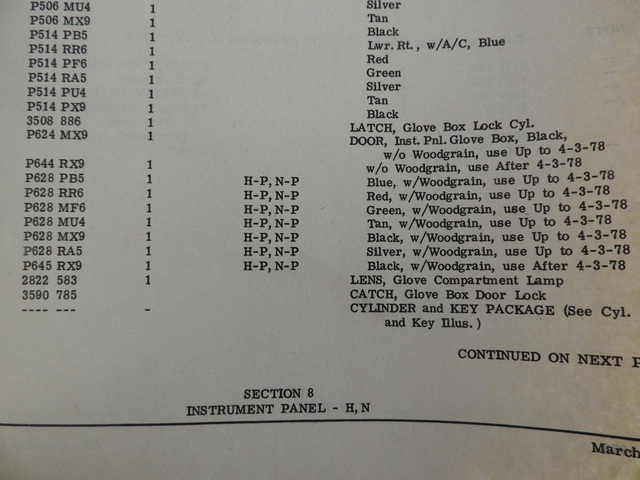 Silver
P506 MU4 1 Tan
P506 MX9 1 Black
P514 PB5 1 Lwr. Rt., w/A/C, Blue
P514 RR6 1 Red
P514 PF6 1 Green
P514 RA5 1 Silver
P514 PU4 1 Tan
P514 PX9 1 Black
3508 886 1 LATCH, Glove Box Lock Cyl.
P624 MX9 1 DOOR, Inst. Pnl. Glove Box, Black,
w/o Woodgrain, use Up to 4-3-78
P644 RX9 1 w/o Woodgrain, use After 4-3-78
P628 PB5 1 H-P, N-P Blue, w/Woodgrain, use Up to 4-3-78
P628 RR6 1 H-P, N-P Red, w/Woodgrain, use Up to 4-3-78
P628 MF6 1 H-P, N-P Green, w/Woodgrain, use Up to 4-3-78
P628 MU4 1 H-P, N-P Tan, w/Woodgrain, use Up to 4-3-78
P628 MX9 1 H-P, N-P Black, w/Woodgrain, use Up to 4-3-78
P628 RA5 1 H-P, N-P Silver, w/Woodgrain, use Up to 4-3-78
P645 RX9 1 H-P, N-P Black, w/Woodgrain, use After 4-3-78
2822 583 1 LENS, Glove Compartment Lamp
3590 785 CATCH, Glove Box Door Lock
---- --- - CYLINDER and KEY PACKAGE (See Cyl.
and Key Illus.)
CONTINUED ON NEXT P
SECTION 8
INSTRUMENT PANEL - H, N
March